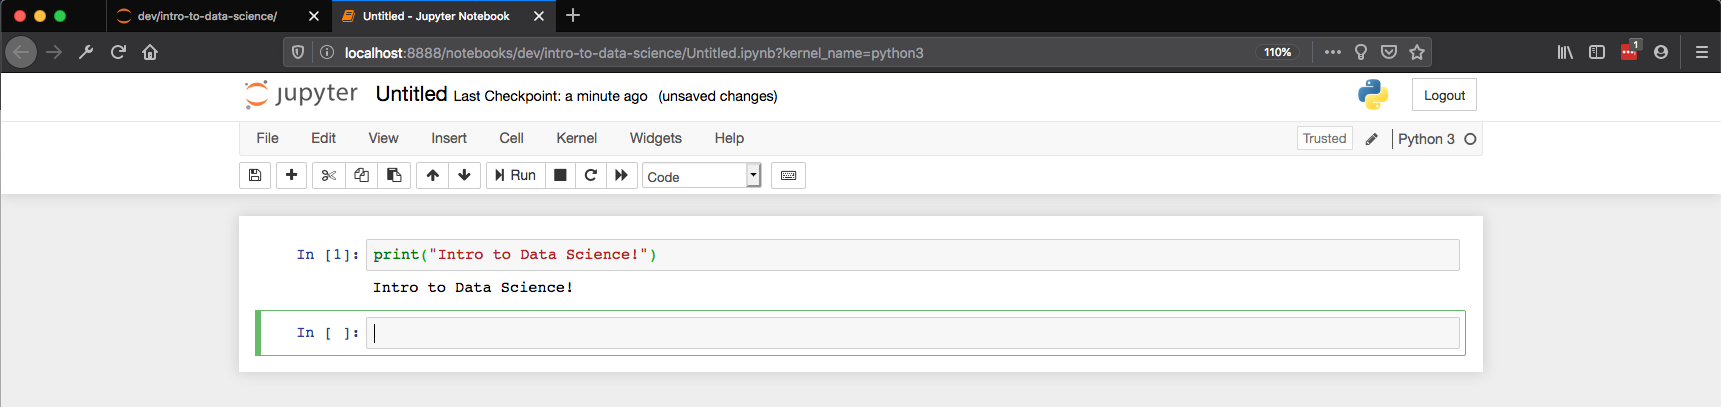 dev/intro-to-data-science/
Untitled - Jupyter Notebook
localhost:8888/notebooks/dev/intro-to-data-science/Untitled.ipynb?kernel_name=python3
110%
1
jupyter Untitled Last Checkpoint: a minute ago (unsaved changes)
Logout
File Edit View Insert Cell Kernel Widgets Help
Trusted
Python 3
Run
Code
In [1]: print("Intro to Data Science!")
Intro to Data Science!
In [ ]: